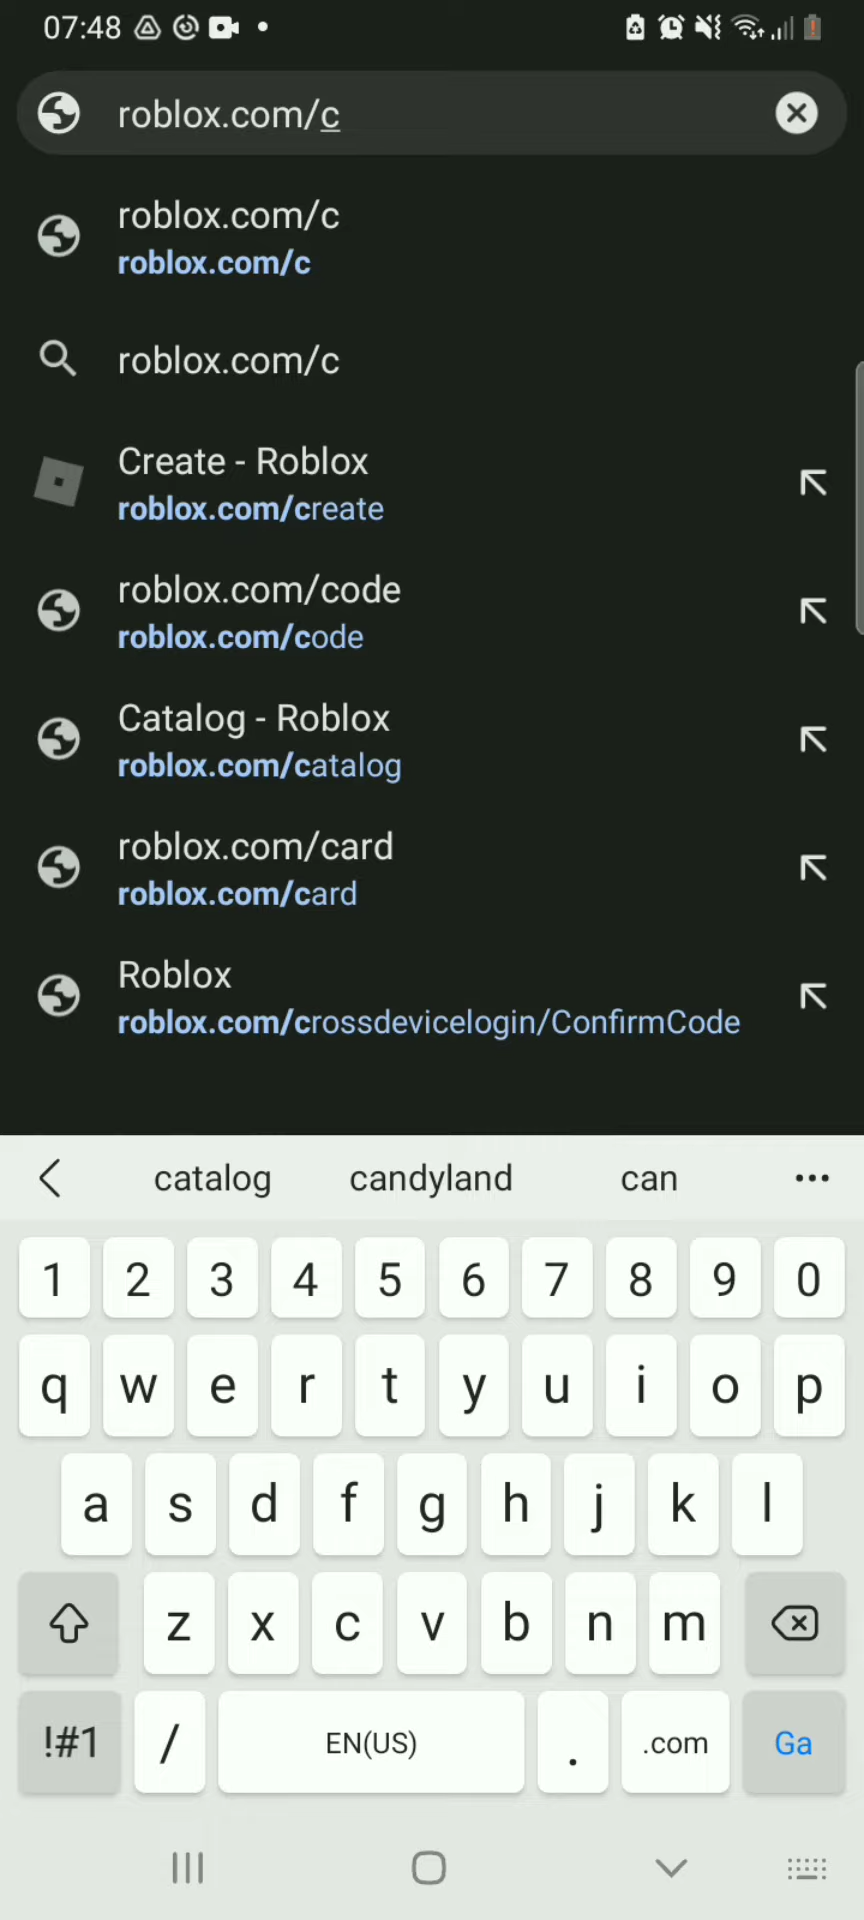 07:48
roblox.com/c
roblox.com/c
roblox.com/c
roblox.com/c
Create - Roblox
roblox.com/create
roblox.com/code
roblox.com/code
Catalog - Roblox
roblox.com/catalog
roblox.com/card
roblox.com/card
Roblox
roblox.com/crossdevicelogin/ConfirmCode
catalog candyland can
1 2 3 4 5 6 7 8 9 0
q w e r t y u i o p
a s d f g h j k l
z x c v b n m
!#1 / EN(US) . .com Ga